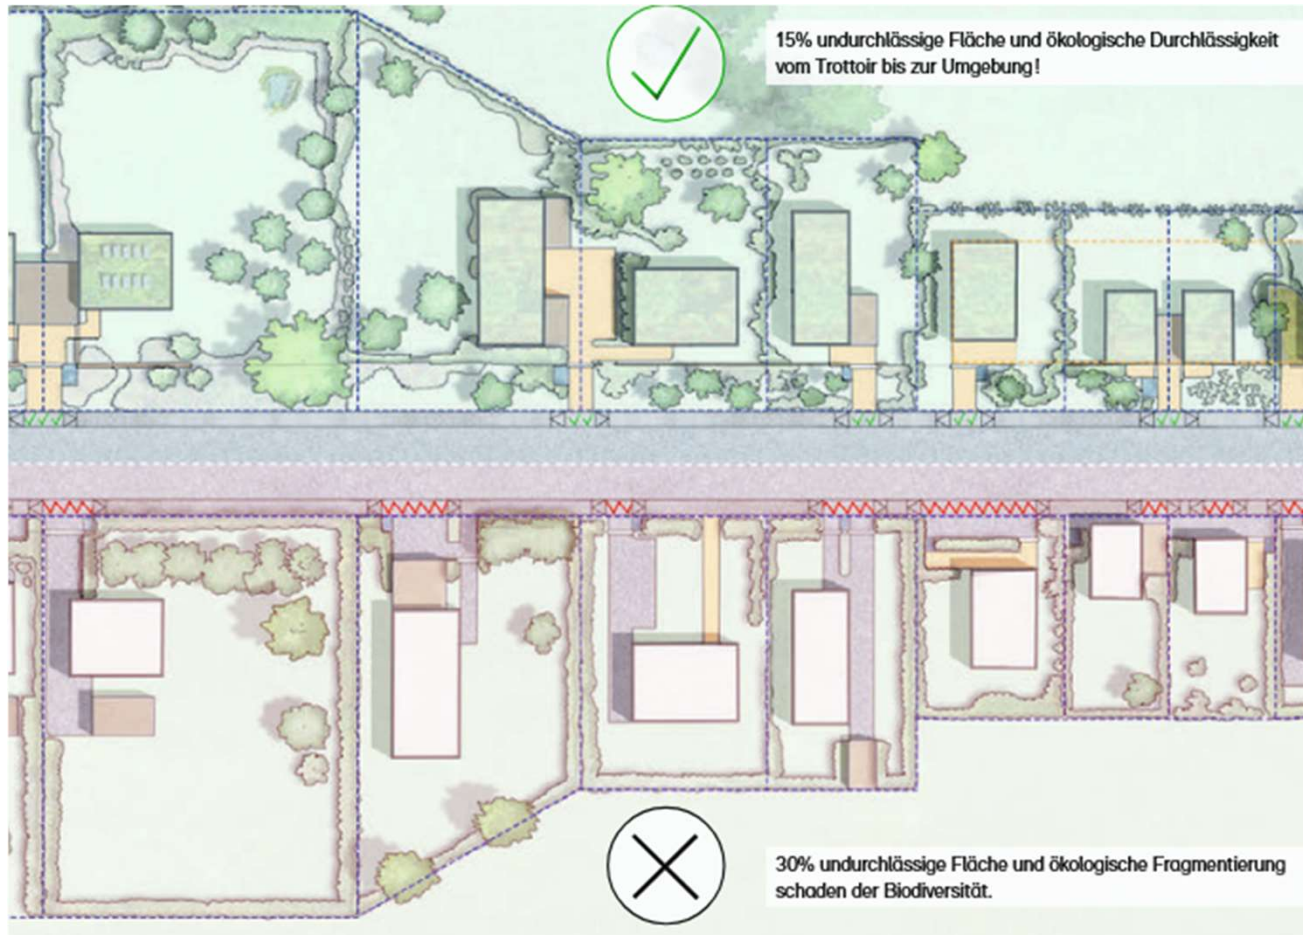 15% undurchlässige Fläche und ökologische Durchlässigkeit
vom Trottoir bis zur Umgebung!
30% undurchlässige Fläche und ökologische Fragmentierung
schaden der Biodiversität.